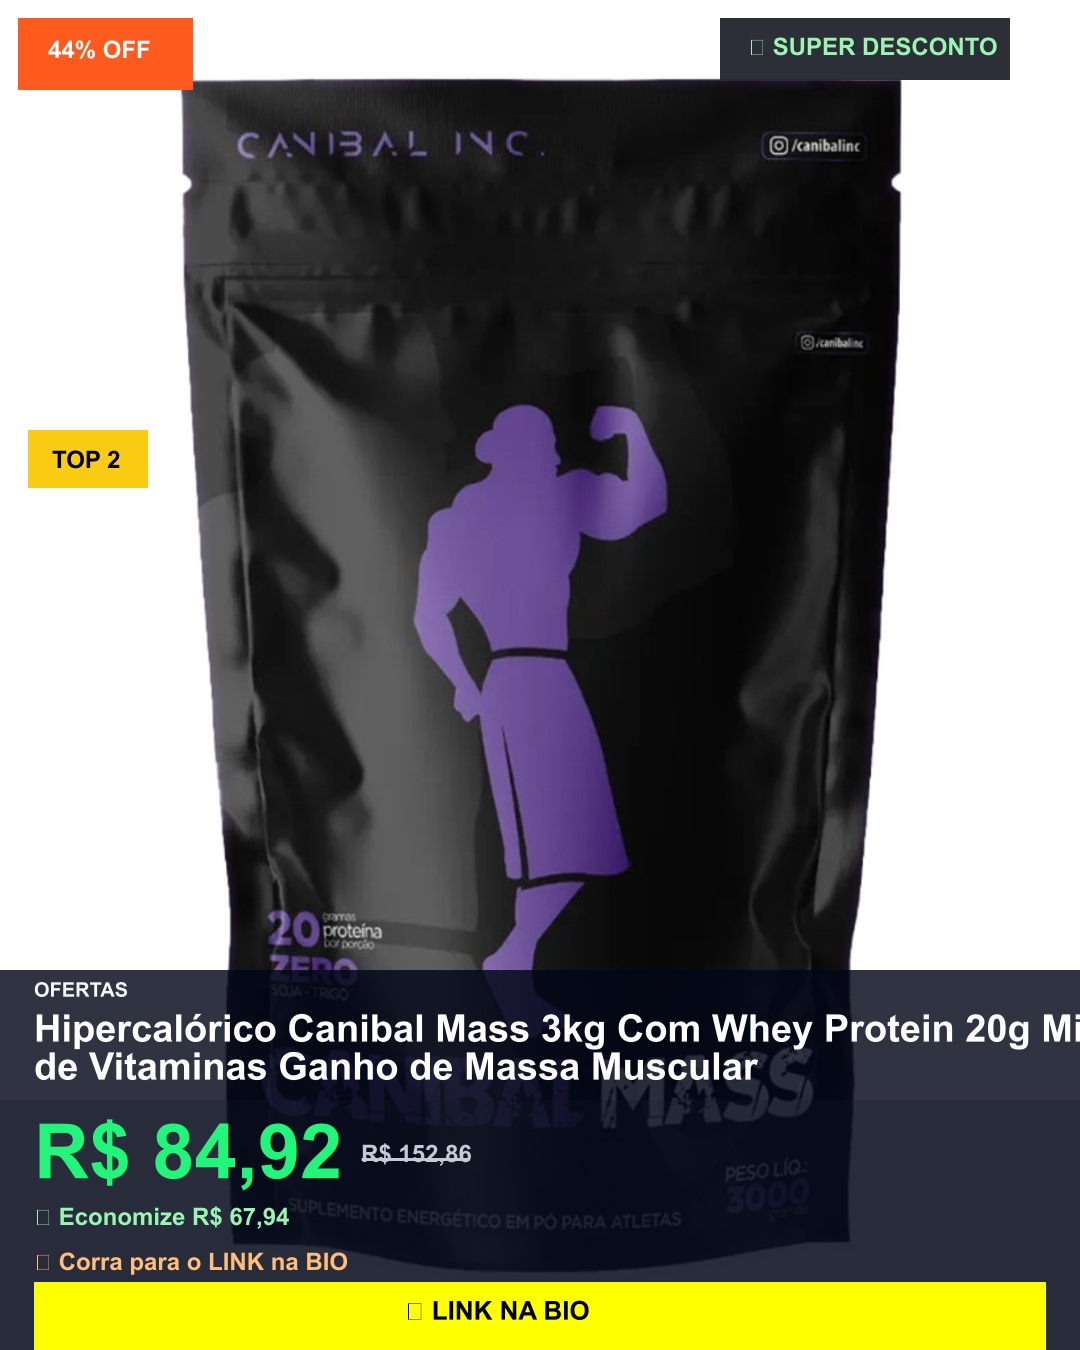 44% OFF
SUPER DESCONTO
CANIBAL INC.
/canibalinc
/canibalinc
TOP 2
20 gramas
proteína
por porção
ZERO
SOJA - TRIGO
OFERTAS
Hipercalórico Canibal Mass 3kg Com Whey Protein 20g Mi
de Vitaminas Ganho de Massa Muscular
CANIBAL MASS
R$ 84,92 R$ 152,86
PESO LÍQ.:
3000
gramas
Economize R$ 67,94
SUPLEMENTO ENERGÉTICO EM PÓ PARA ATLETAS
Corra para o LINK na BIO
LINK NA BIO